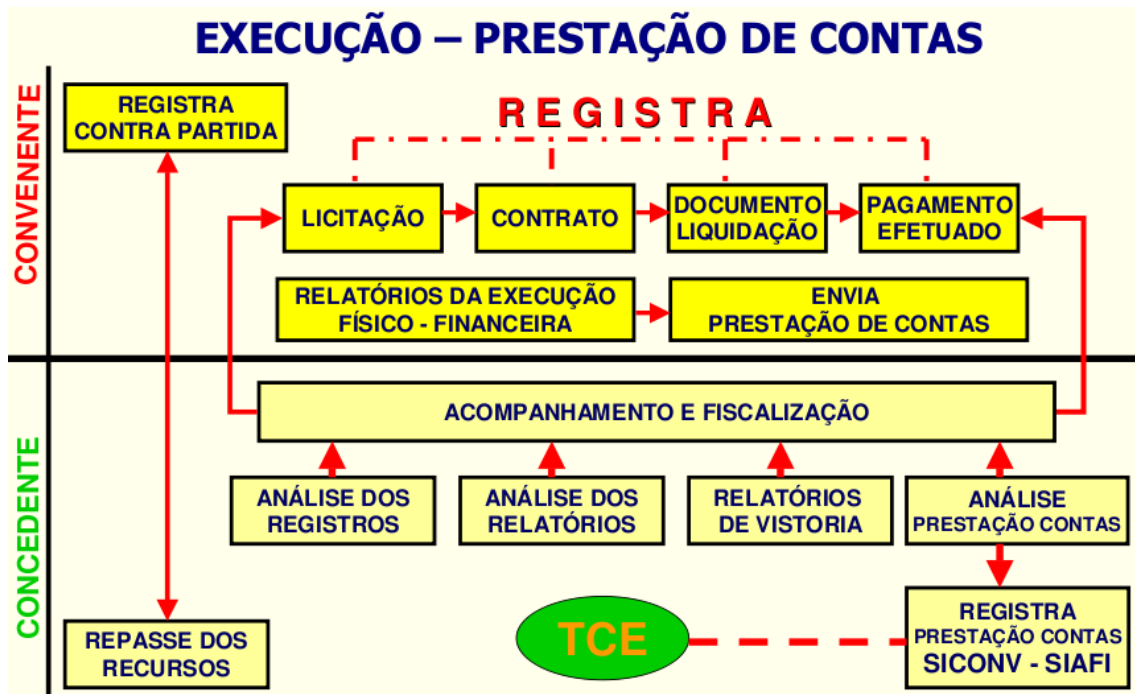 EXECUÇÃO – PRESTAÇÃO DE CONTAS
CONVENENTE
REGISTRA
CONTRA PARTIDA
REGISTRA
LICITAÇÃO
CONTRATO
DOCUMENTO
LIQUIDAÇÃO
PAGAMENTO
EFETUADO
RELATÓRIOS DA EXECUÇÃO
FÍSICO - FINANCEIRA
ENVIA
PRESTAÇÃO DE CONTAS
CONCEDENTE
ACOMPANHAMENTO E FISCALIZAÇÃO
ANÁLISE DOS
REGISTROS
ANÁLISE DOS
RELATÓRIOS
RELATÓRIOS
DE VISTORIA
ANÁLISE
PRESTAÇÃO CONTAS
REPASSE DOS
RECURSOS
TCE
REGISTRA
PRESTAÇÃO CONTAS
SICONV - SIAFI